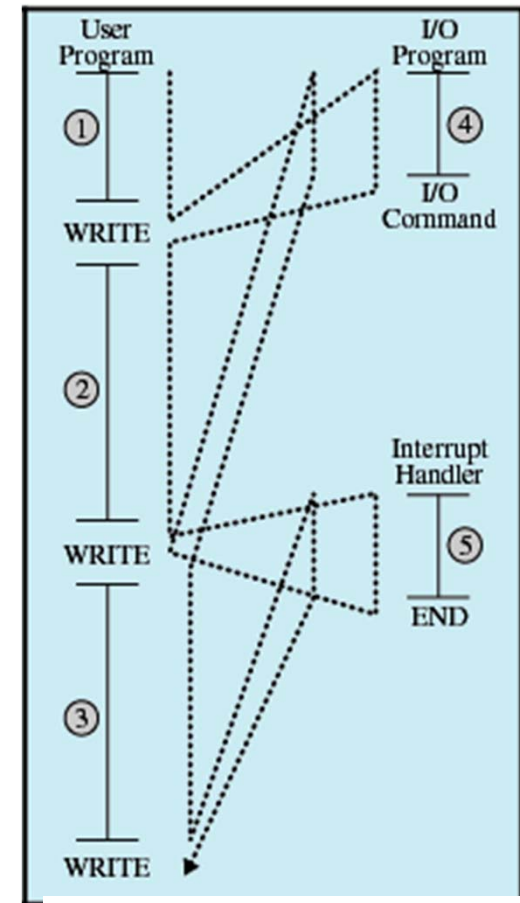 User
Program
I/O
Program
1
4
I/O
Command
WRITE
2
Interrupt
Handler
5
WRITE
END
3
WRITE